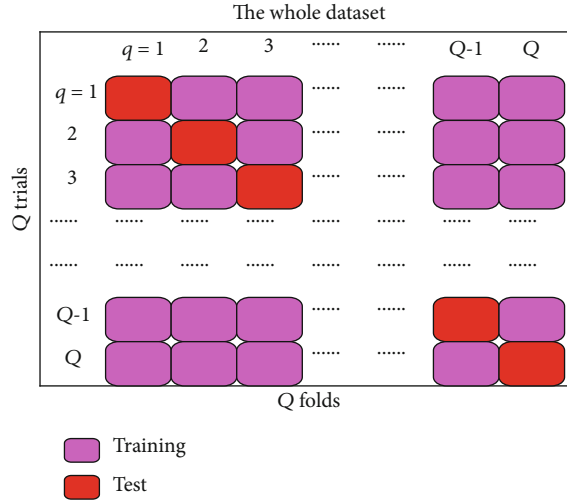 The whole dataset
q = 1 2 3 ...... ...... Q-1 Q
q = 1 ...... ......
2 ...... ......
3 ...... ......
...... ...... ...... ...... ...... ...... ...... ......
...... ...... ...... ...... ...... ...... ...... ......
Q-1 ...... ......
Q ...... ......
Q trials
Q folds
Training
Test